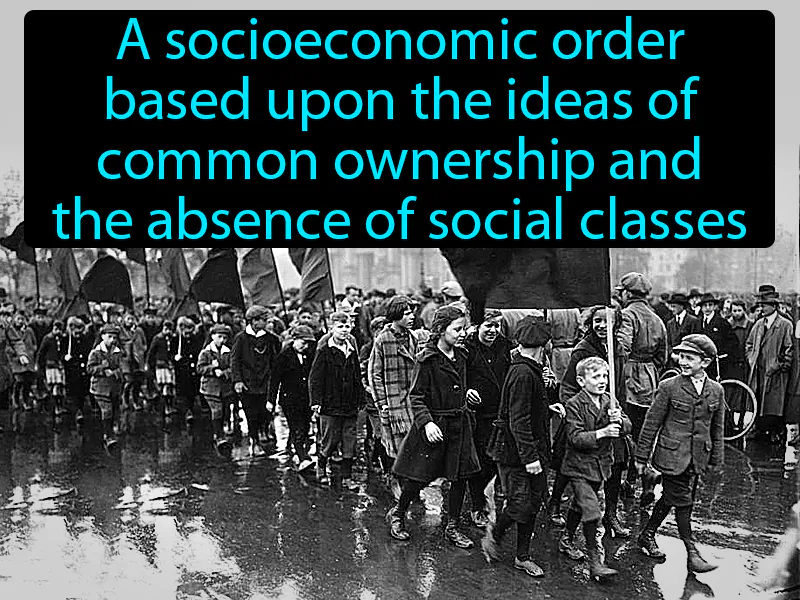 A socioeconomic order
based upon the ideas of
common ownership and
the absence of social classes